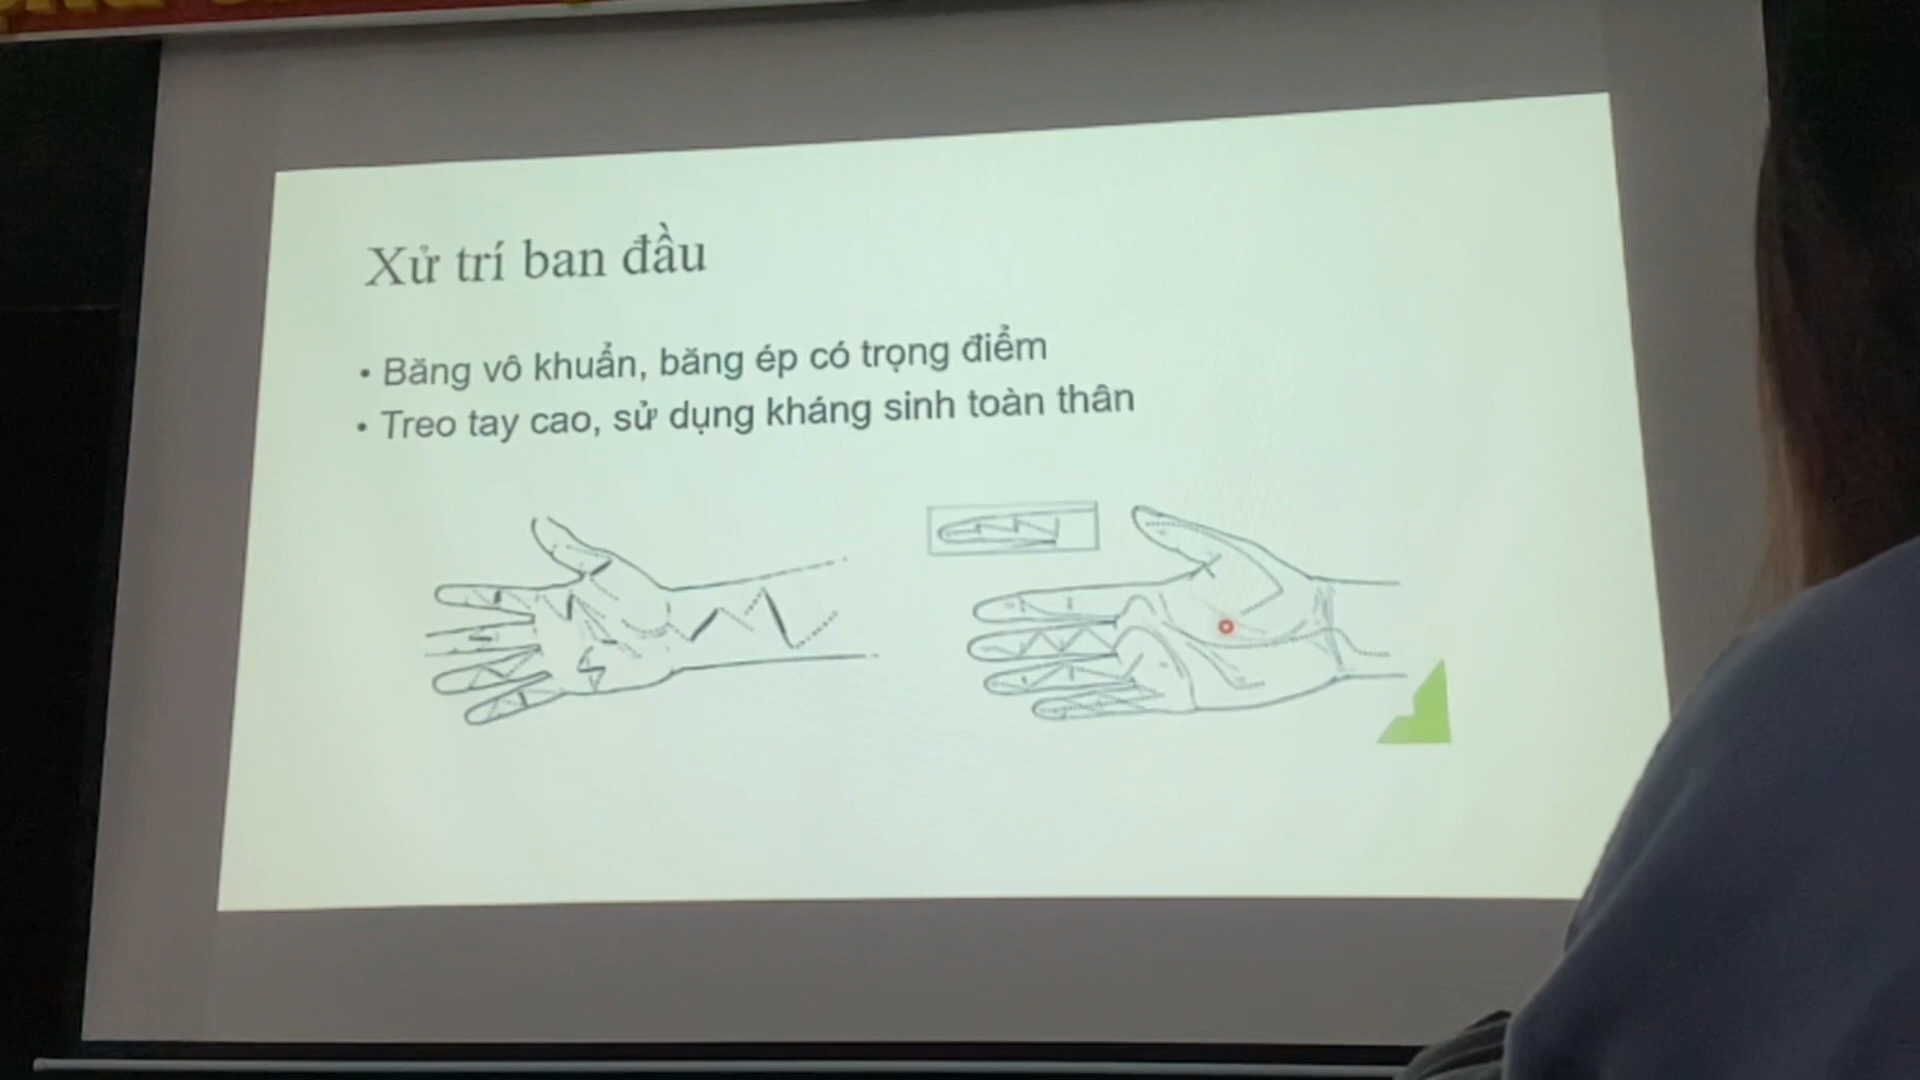 Xử trí ban đầu
• Băng vô khuẩn, băng ép có trọng điểm
• Treo tay cao, sử dụng kháng sinh toàn thân